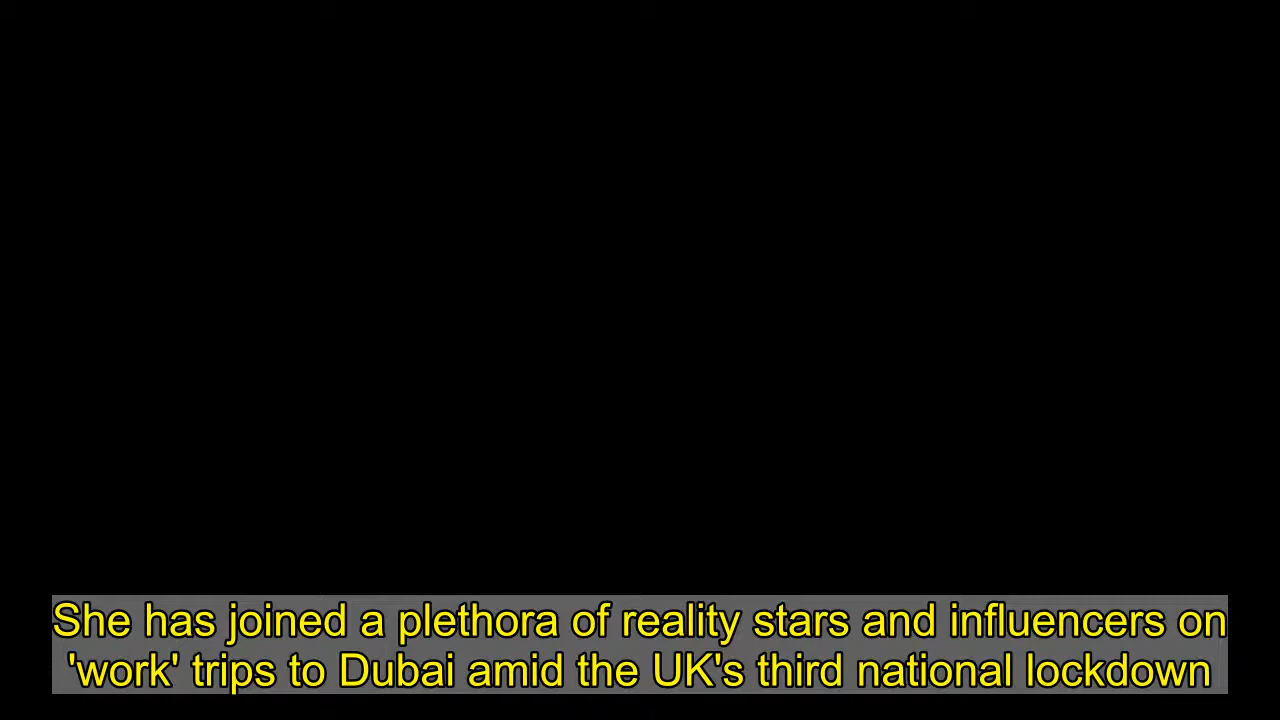 She has joined a plethora of reality stars and influencers on
'work' trips to Dubai amid the UK's third national lockdown